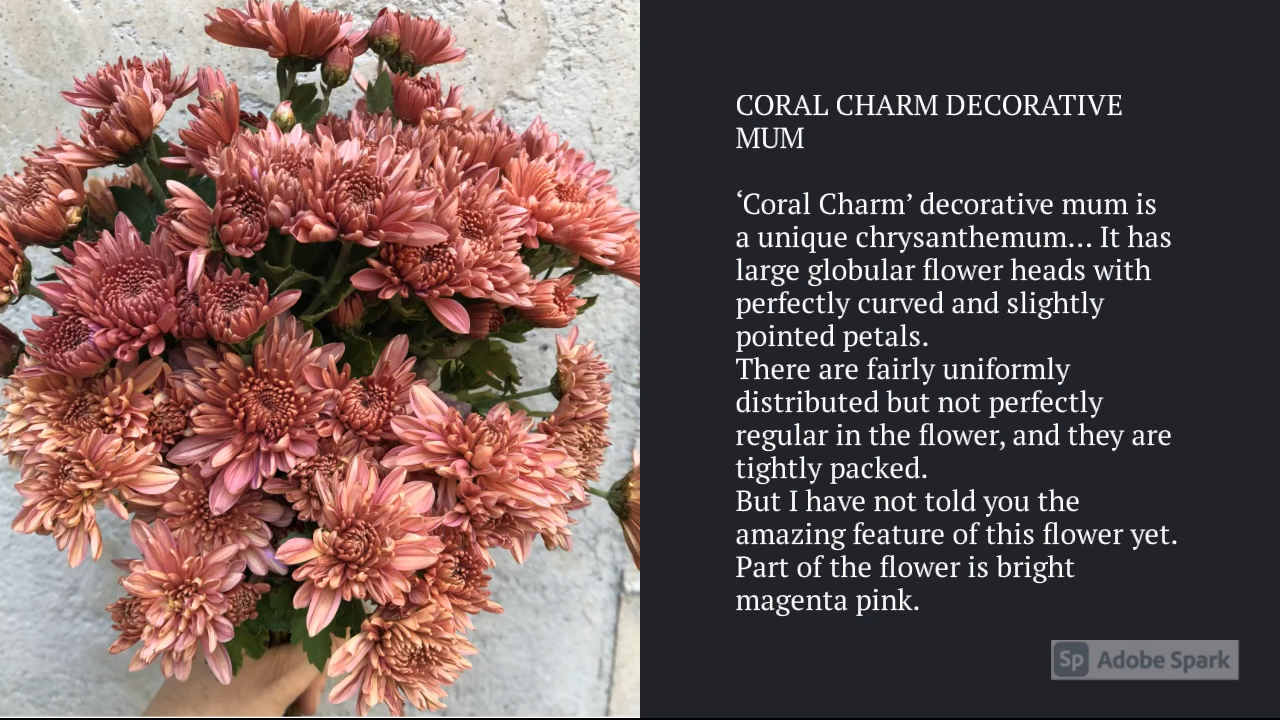 CORAL CHARM DECORATIVE
MUM
‘Coral Charm’ decorative mum is
a unique chrysanthemum... It has
large globular flower heads with
perfectly curved and slightly
pointed petals.
There are fairly uniformly
distributed but not perfectly
regular in the flower, and they are
tightly packed.
But I have not told you the
amazing feature of this flower yet.
Part of the flower is bright
magenta pink.
Sp Adobe Spark